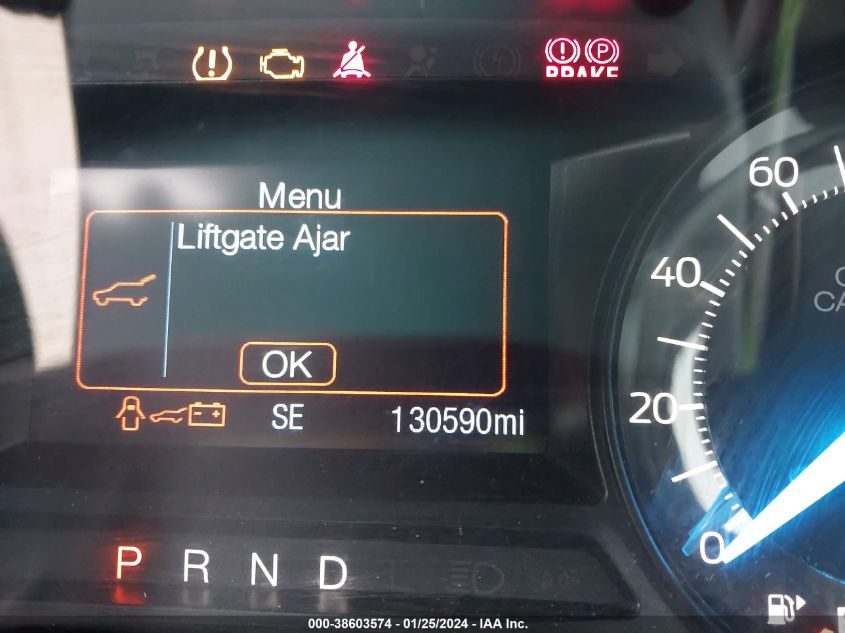 BRAKE
Menu
Liftgate Ajar
OK
SE 130590mi
60
40
20
0
P R N D
000-38603574 - 01/25/2024 - IAA Inc.